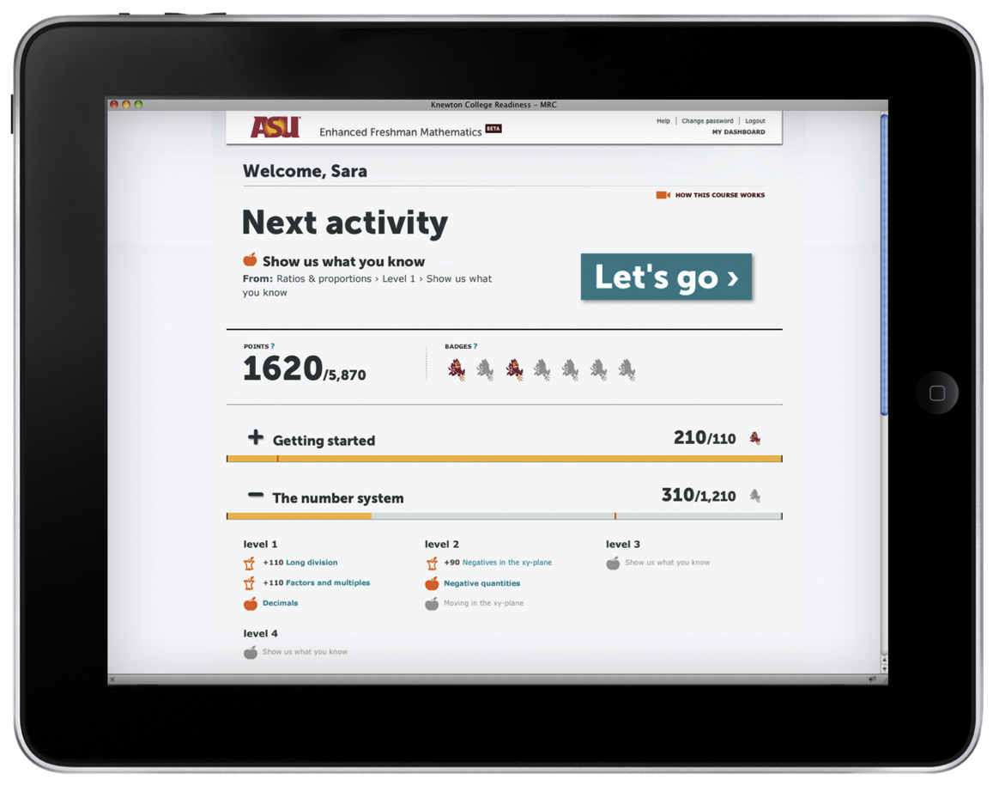 Knewton College Readiness – MRC
ASU
Enhanced Freshman Mathematics BETA
Help | Change password | Logout
MY DASHBOARD
Welcome, Sara
HOW THIS COURSE WORKS
Next activity
Show us what you know
From: Ratios & proportions › Level 1 › Show us what
you know
Let's go ›
POINTS ?
1620/5,870
BADGES ?
+ Getting started
210/110
− The number system
310/1,210
level 1
+110 Long division
+110 Factors and multiples
Decimals
level 2
+90 Negatives in the xy-plane
Negative quantities
Moving in the xy-plane
level 3
Show us what you know
level 4
Show us what you know